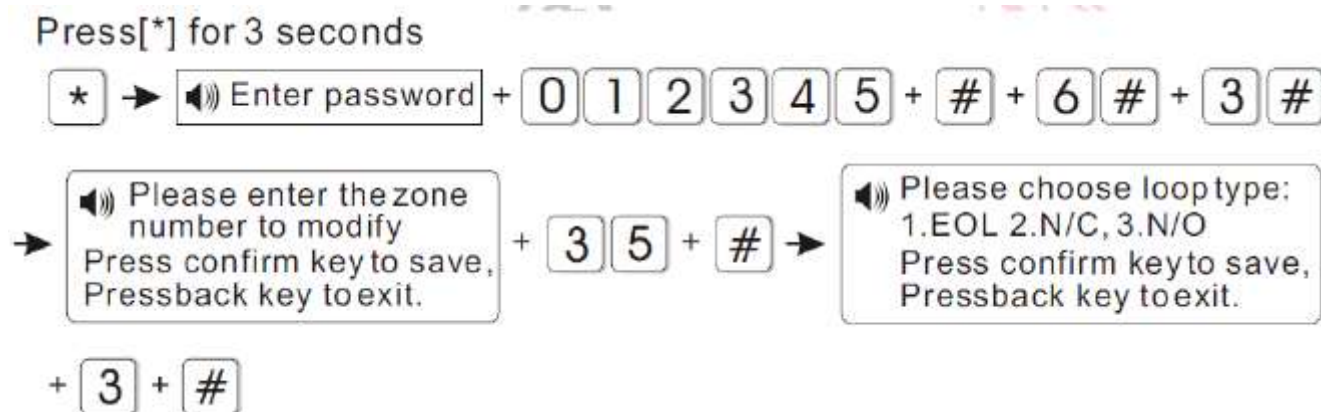 Press[*] for 3 seconds
* → Enter password + 0 1 2 3 4 5 + # + 6 # + 3 #
→ Please enter the zone
number to modify
Press confirm key to save,
Pressback key to exit.
+ 3 5 + # →
Please choose loop type:
1.EOL 2.N/C, 3.N/O
Press confirm key to save,
Pressback key toexit.
+ 3 + #